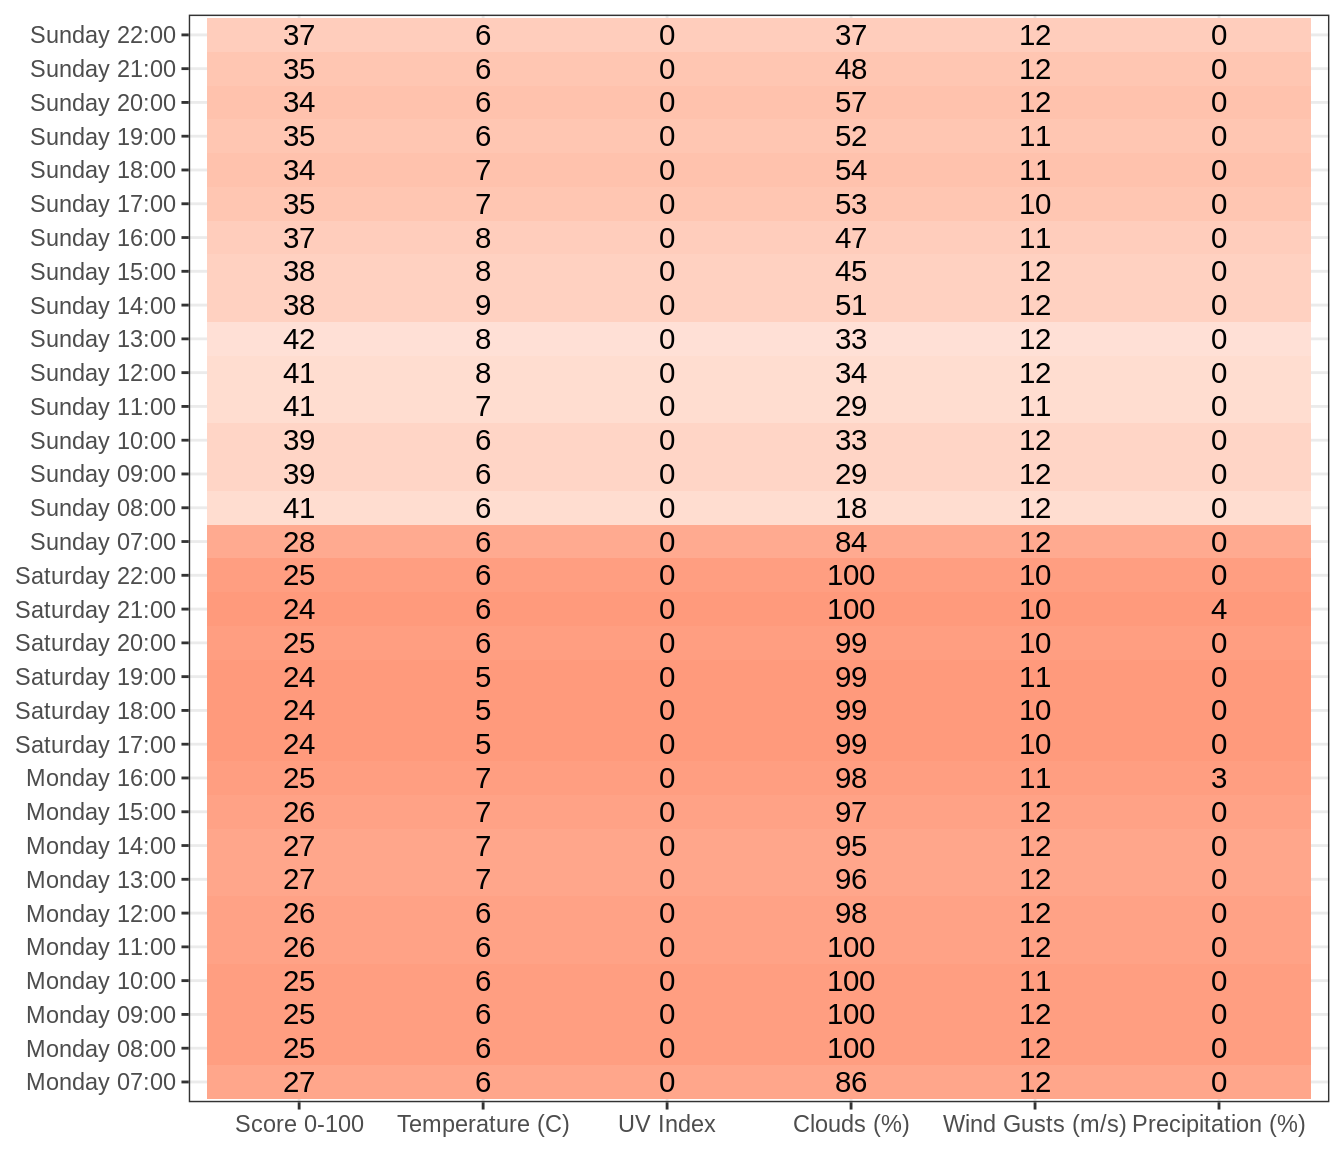 Sunday 22:00 37 6 0 37 12 0
Sunday 21:00 35 6 0 48 12 0
Sunday 20:00 34 6 0 57 12 0
Sunday 19:00 35 6 0 52 11 0
Sunday 18:00 34 7 0 54 11 0
Sunday 17:00 35 7 0 53 10 0
Sunday 16:00 37 8 0 47 11 0
Sunday 15:00 38 8 0 45 12 0
Sunday 14:00 38 9 0 51 12 0
Sunday 13:00 42 8 0 33 12 0
Sunday 12:00 41 8 0 34 12 0
Sunday 11:00 41 7 0 29 11 0
Sunday 10:00 39 6 0 33 12 0
Sunday 09:00 39 6 0 29 12 0
Sunday 08:00 41 6 0 18 12 0
Sunday 07:00 28 6 0 84 12 0
Saturday 22:00 25 6 0 100 10 0
Saturday 21:00 24 6 0 100 10 4
Saturday 20:00 25 6 0 99 10 0
Saturday 19:00 24 5 0 99 11 0
Saturday 18:00 24 5 0 99 10 0
Saturday 17:00 24 5 0 99 10 0
Monday 16:00 25 7 0 98 11 3
Monday 15:00 26 7 0 97 12 0
Monday 14:00 27 7 0 95 12 0
Monday 13:00 27 7 0 96 12 0
Monday 12:00 26 6 0 98 12 0
Monday 11:00 26 6 0 100 12 0
Monday 10:00 25 6 0 100 11 0
Monday 09:00 25 6 0 100 12 0
Monday 08:00 25 6 0 100 12 0
Monday 07:00 27 6 0 86 12 0
Score 0-100 Temperature (C) UV Index Clouds (%) Wind Gusts (m/s) Precipitation (%)